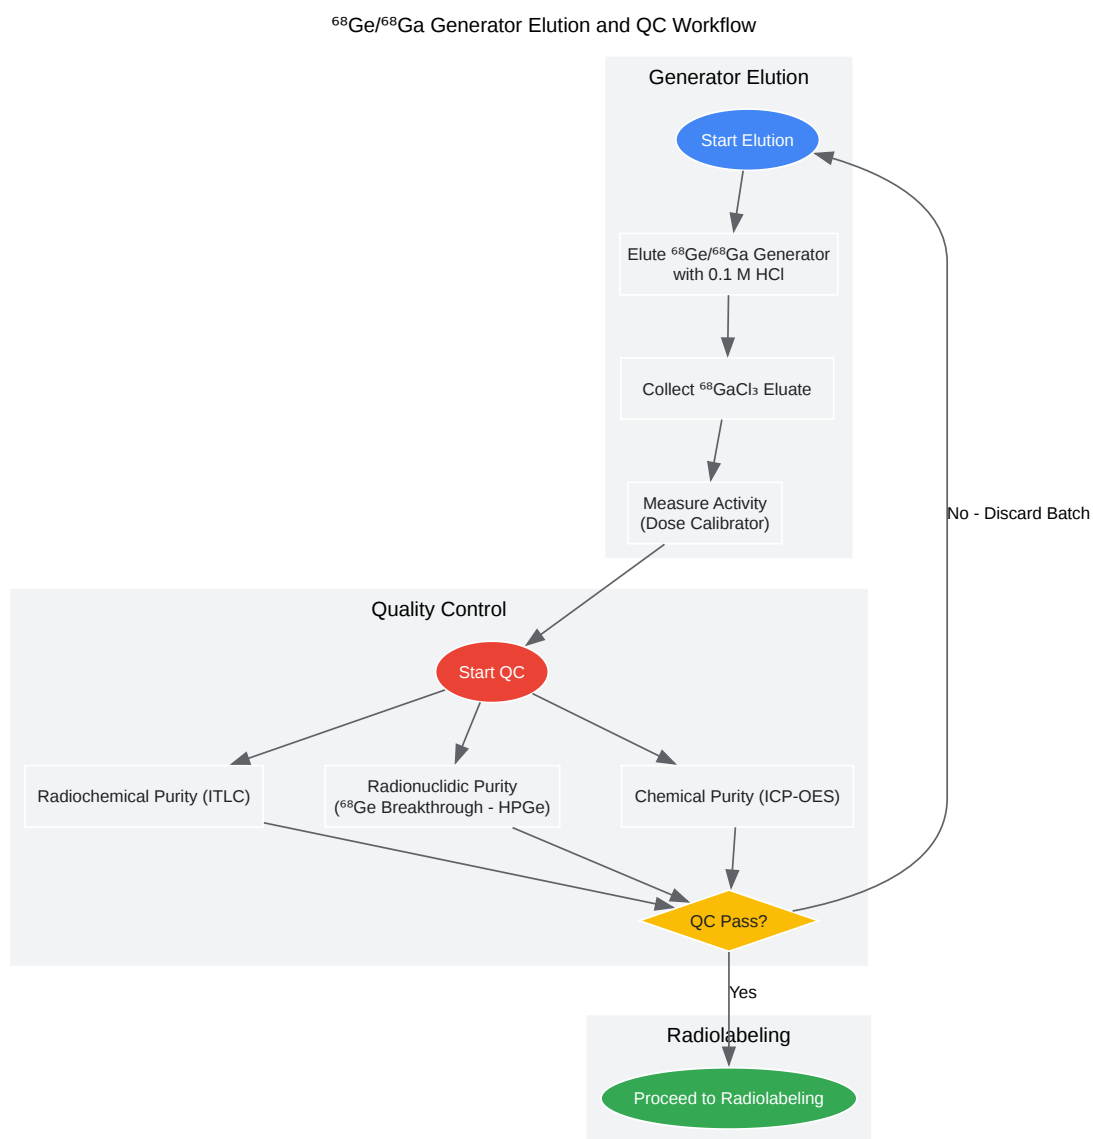 ⁶⁸Ge/⁶⁸Ga Generator Elution and QC Workflow
Generator Elution
Start Elution
Elute ⁶⁸Ge/⁶⁸Ga Generator
with 0.1 M HCl
Collect ⁶⁸GaCl₃ Eluate
Measure Activity
(Dose Calibrator)
No - Discard Batch
Quality Control
Start QC
Radiochemical Purity (ITLC)
Radionuclidic Purity
(⁶⁸Ge Breakthrough - HPGe)
Chemical Purity (ICP-OES)
QC Pass?
Yes
Radiolabeling
Proceed to Radiolabeling